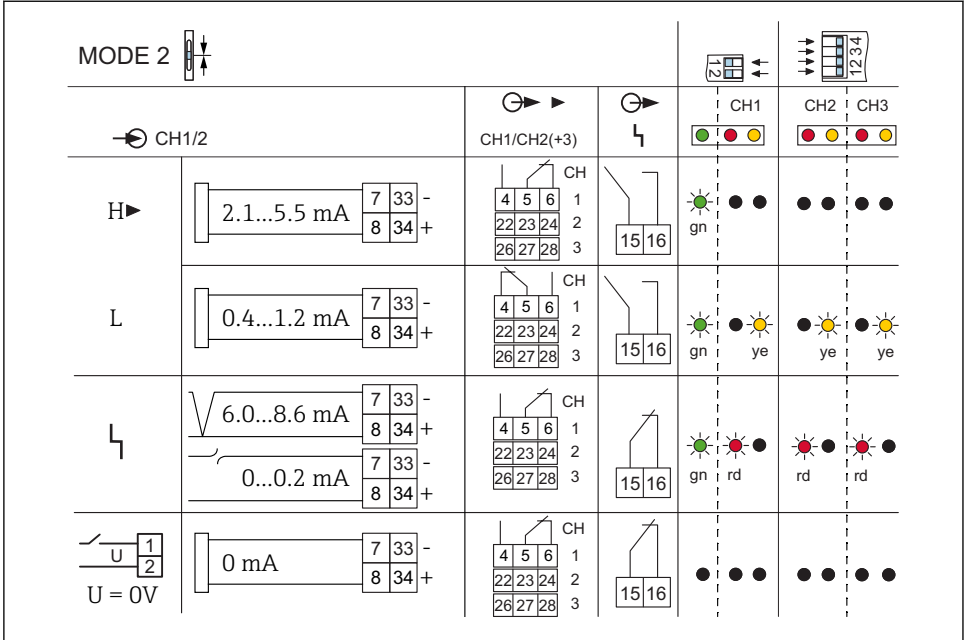 MODE 2
1 2
1 2 3 4
CH1/2
CH1/CH2(+3)
CH1
CH2
CH3
H
2.1...5.5 mA
7 33 -
8 34 +
CH
4 5 6 1
22 23 24 2
26 27 28 3
15 16
gn
L
0.4...1.2 mA
7 33 -
8 34 +
CH
4 5 6 1
22 23 24 2
26 27 28 3
15 16
gn
ye
ye
ye
6.0...8.6 mA
7 33 -
8 34 +
0...0.2 mA
7 33 -
8 34 +
CH
4 5 6 1
22 23 24 2
26 27 28 3
15 16
gn
rd
rd
rd
U
1
2
U = 0V
0 mA
7 33 -
8 34 +
CH
4 5 6 1
22 23 24 2
26 27 28 3
15 16